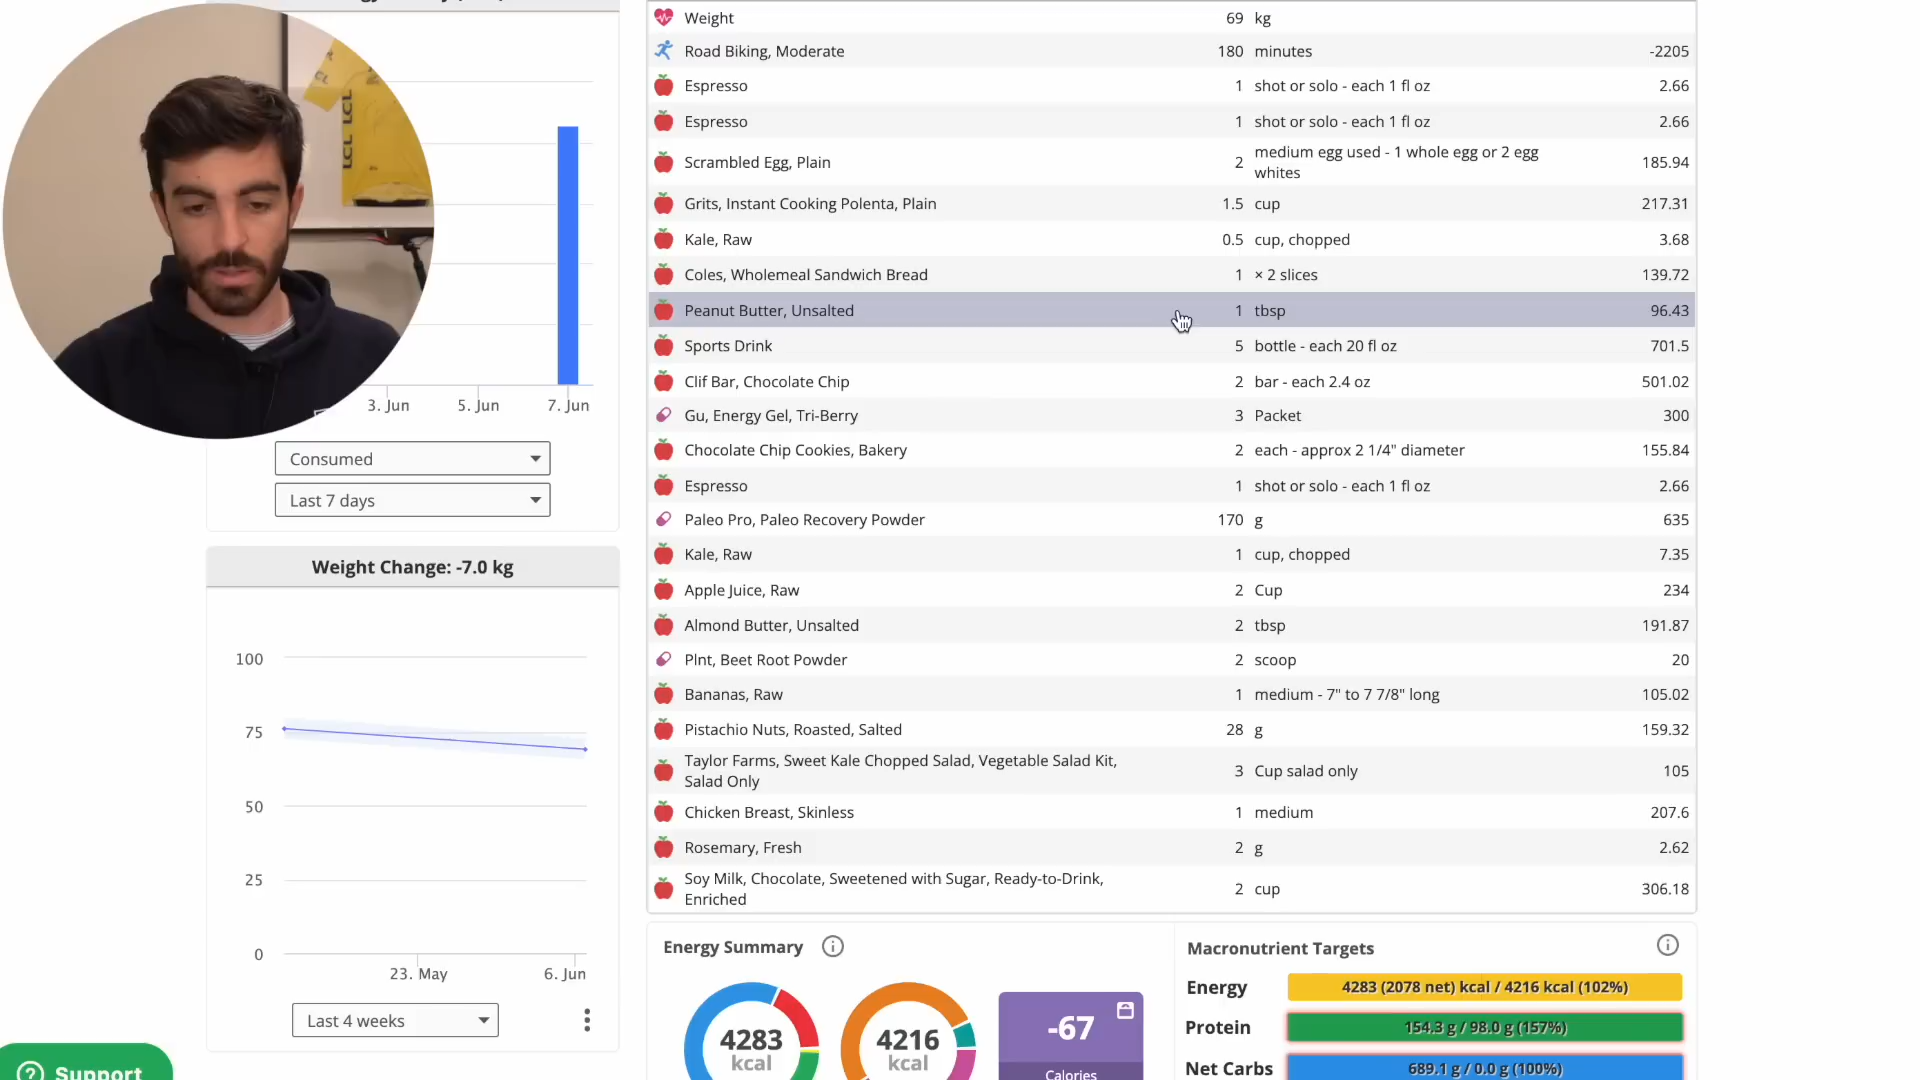 LCL LCL
3. Jun 5. Jun 7. Jun
Consumed
Last 7 days
Weight Change: -7.0 kg
100
75
50
25
0
23. May 6. Jun
Last 4 weeks
Support
Weight 69 kg
Road Biking, Moderate 180 minutes -2205
Espresso 1 shot or solo - each 1 fl oz 2.66
Espresso 1 shot or solo - each 1 fl oz 2.66
Scrambled Egg, Plain 2 medium egg used - 1 whole egg or 2 egg
whites 185.94
Grits, Instant Cooking Polenta, Plain 1.5 cup 217.31
Kale, Raw 0.5 cup, chopped 3.68
Coles, Wholemeal Sandwich Bread 1 × 2 slices 139.72
Peanut Butter, Unsalted 1 tbsp 96.43
Sports Drink 5 bottle - each 20 fl oz 701.5
Clif Bar, Chocolate Chip 2 bar - each 2.4 oz 501.02
Gu, Energy Gel, Tri-Berry 3 Packet 300
Chocolate Chip Cookies, Bakery 2 each - approx 2 1/4" diameter 155.84
Espresso 1 shot or solo - each 1 fl oz 2.66
Paleo Pro, Paleo Recovery Powder 170 g 635
Kale, Raw 1 cup, chopped 7.35
Apple Juice, Raw 2 Cup 234
Almond Butter, Unsalted 2 tbsp 191.87
Plnt, Beet Root Powder 2 scoop 20
Bananas, Raw 1 medium - 7" to 7 7/8" long 105.02
Pistachio Nuts, Roasted, Salted 28 g 159.32
Taylor Farms, Sweet Kale Chopped Salad, Vegetable Salad Kit,
Salad Only 3 Cup salad only 105
Chicken Breast, Skinless 1 medium 207.6
Rosemary, Fresh 2 g 2.62
Soy Milk, Chocolate, Sweetened with Sugar, Ready-to-Drink,
Enriched 2 cup 306.18
Energy Summary
4283
kcal
4216
kcal
-67
Calories
Macronutrient Targets
Energy 4283 (2078 net) kcal / 4216 kcal (102%)
Protein 154.3 g / 98.0 g (157%)
Net Carbs 689.1 g / 0.0 g (100%)